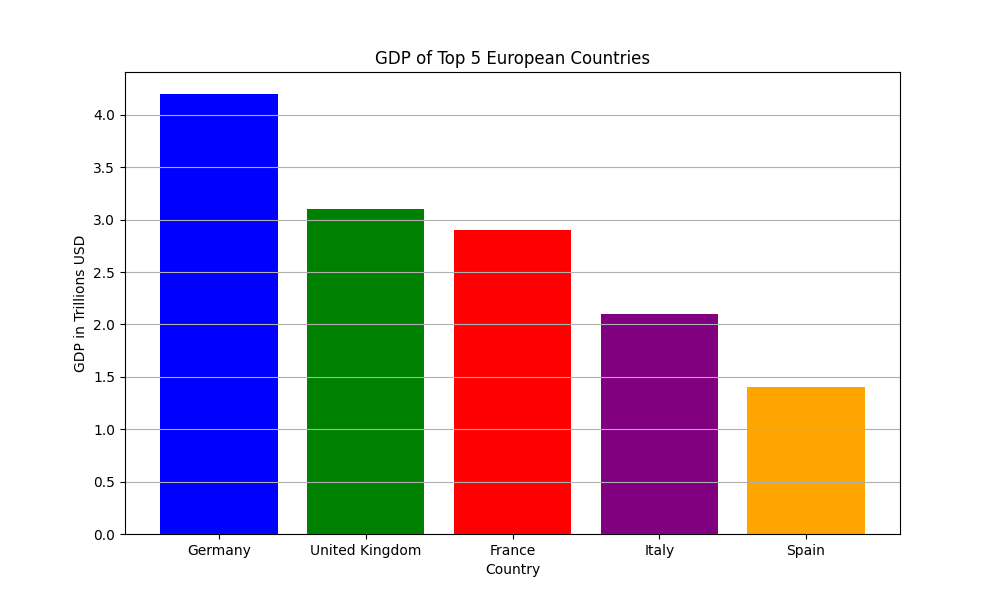 GDP of Top 5 European Countries
GDP in Trillions USD
4.0
3.5
3.0
2.5
2.0
1.5
1.0
0.5
0.0
Germany United Kingdom France Italy Spain
Country